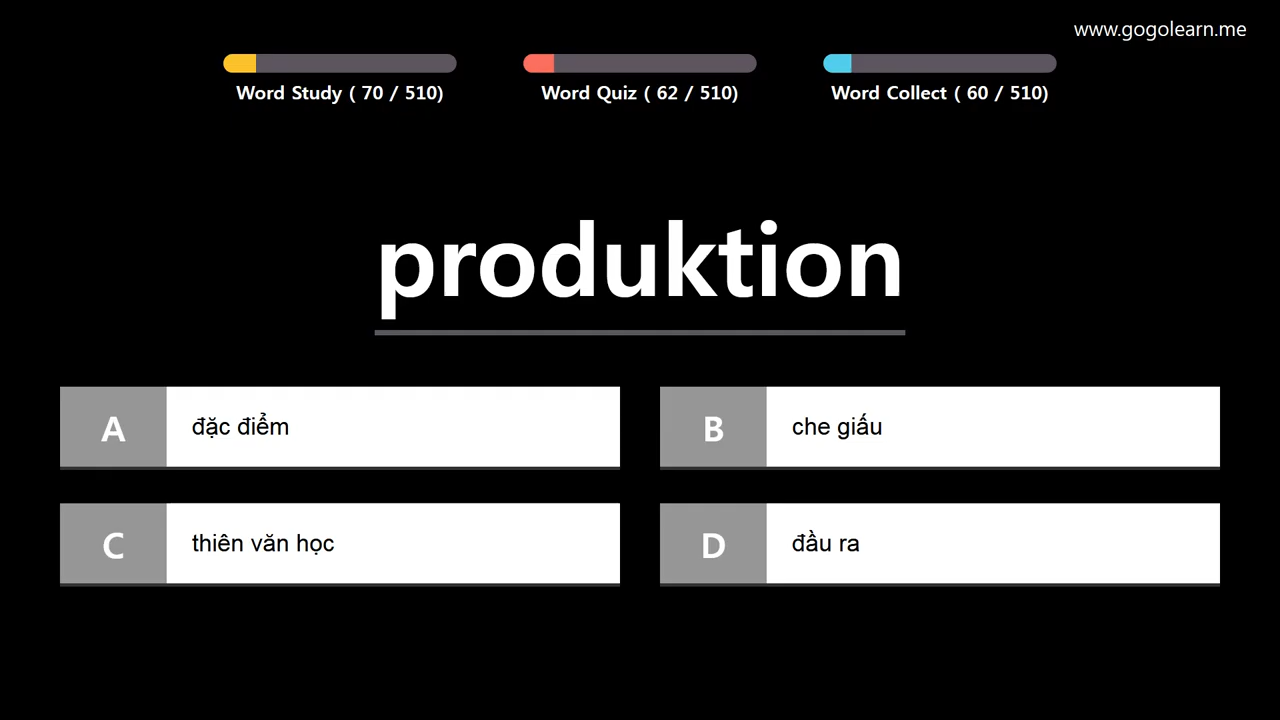 www.gogolearn.me
Word Study ( 70 / 510)
Word Quiz ( 62 / 510)
Word Collect ( 60 / 510)
produktion
A đặc điểm
B che giấu
C thiên văn học
D đầu ra